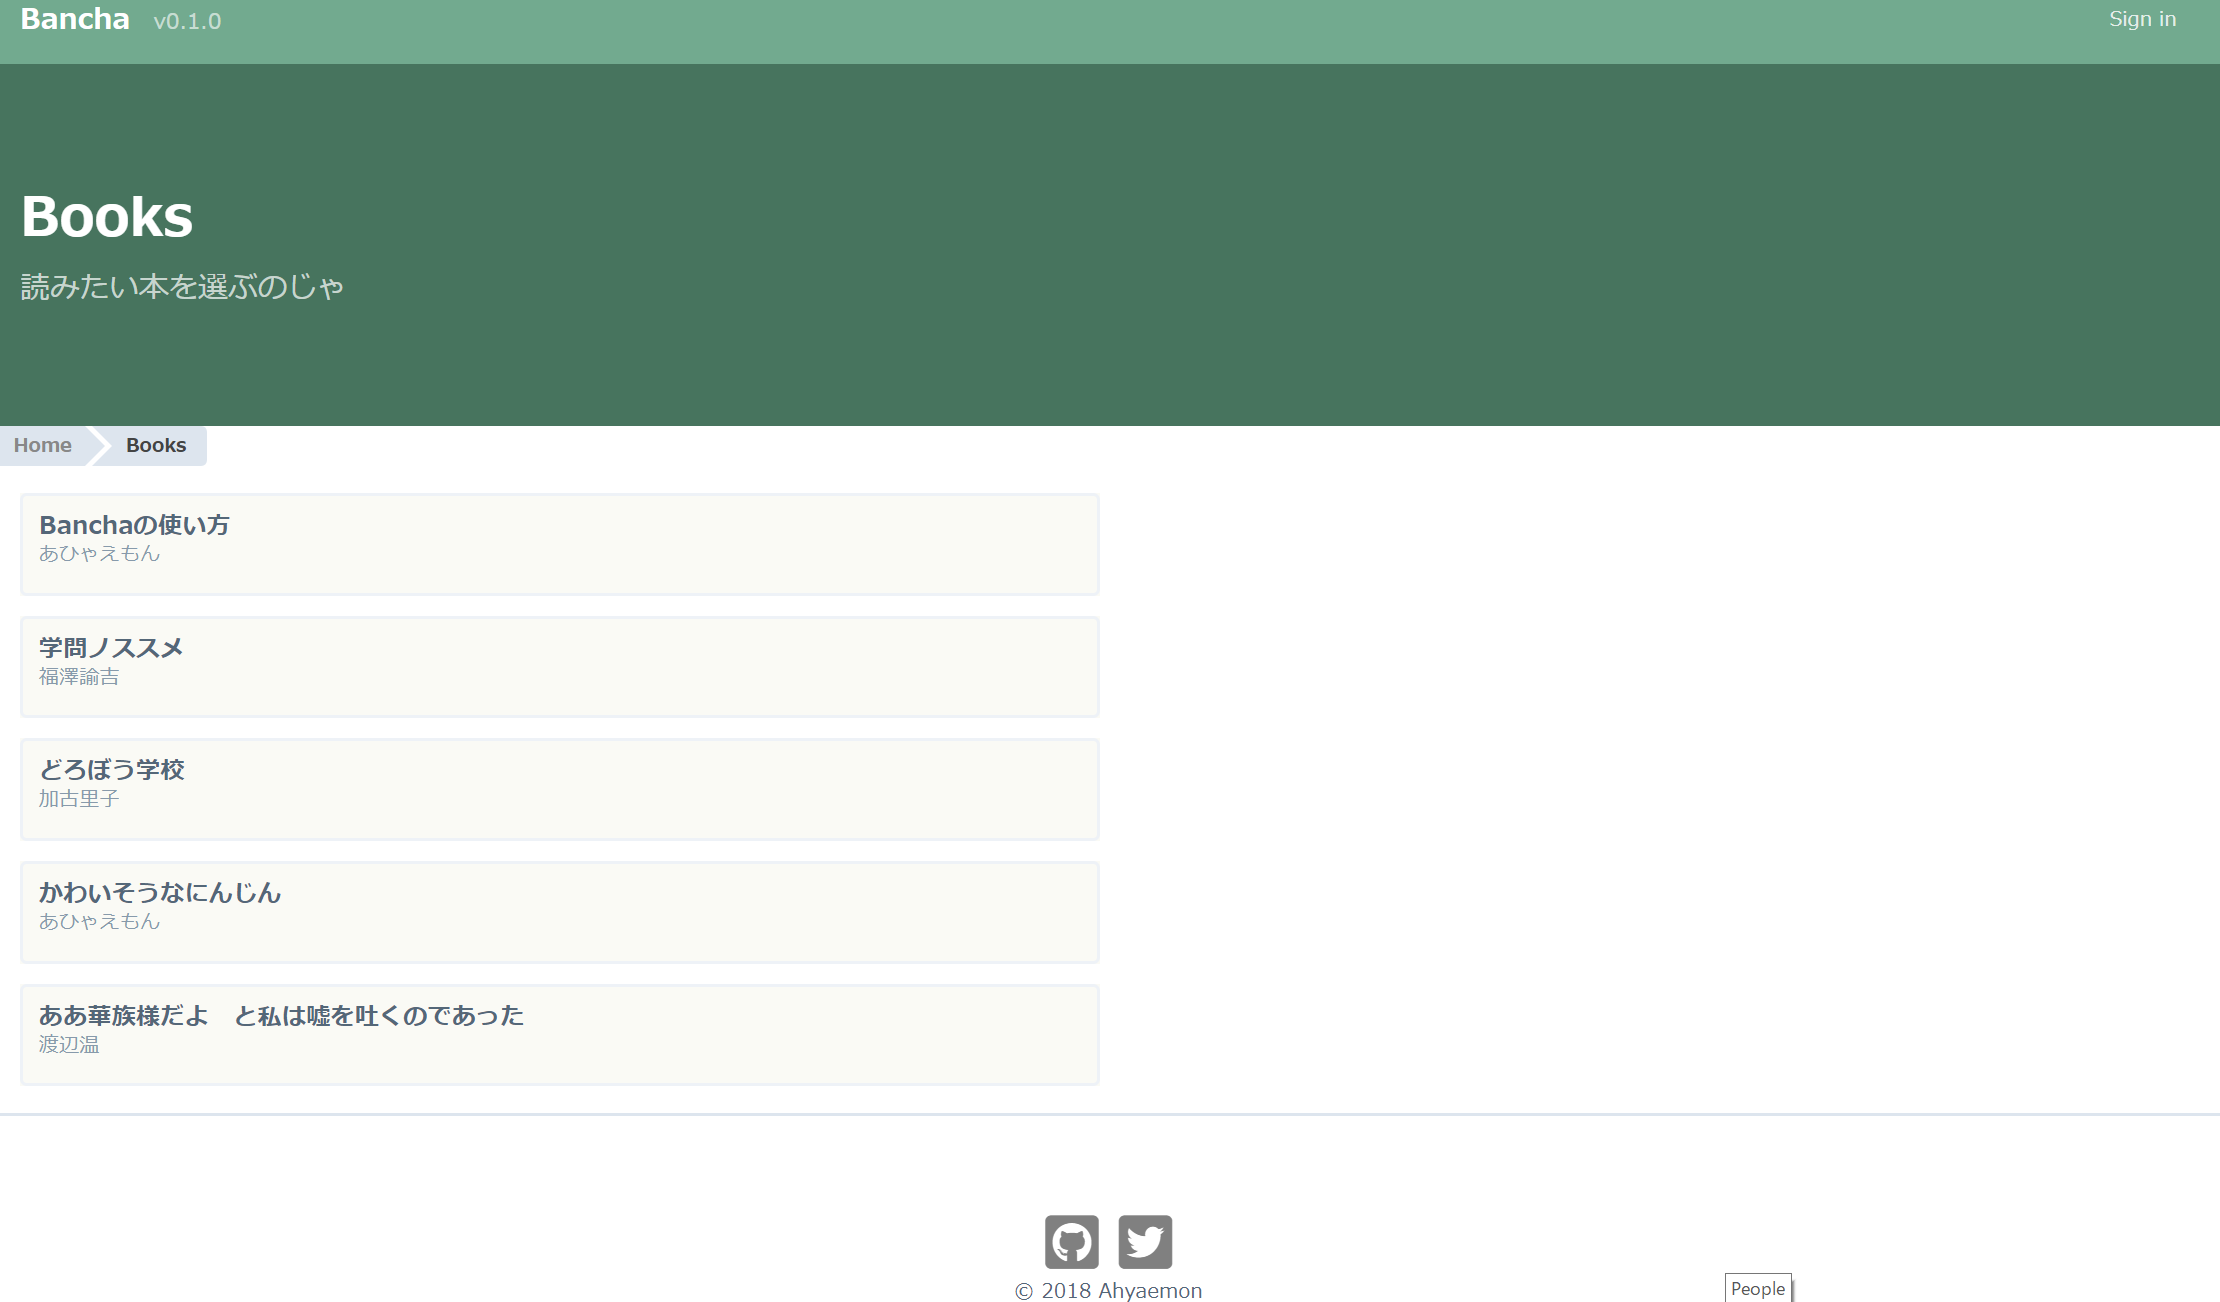 Bancha v0.1.0
Sign in
Books
読みたい本を選ぶのじゃ
Home
Books
Banchaの使い方
あひゃえもん
学問ノススメ
福澤諭吉
どろぼう学校
加古里子
かわいそうなにんじん
あひゃえもん
ああ華族様だよ　と私は嘘を吐くのであった
渡辺温
© 2018 Ahyaemon
People